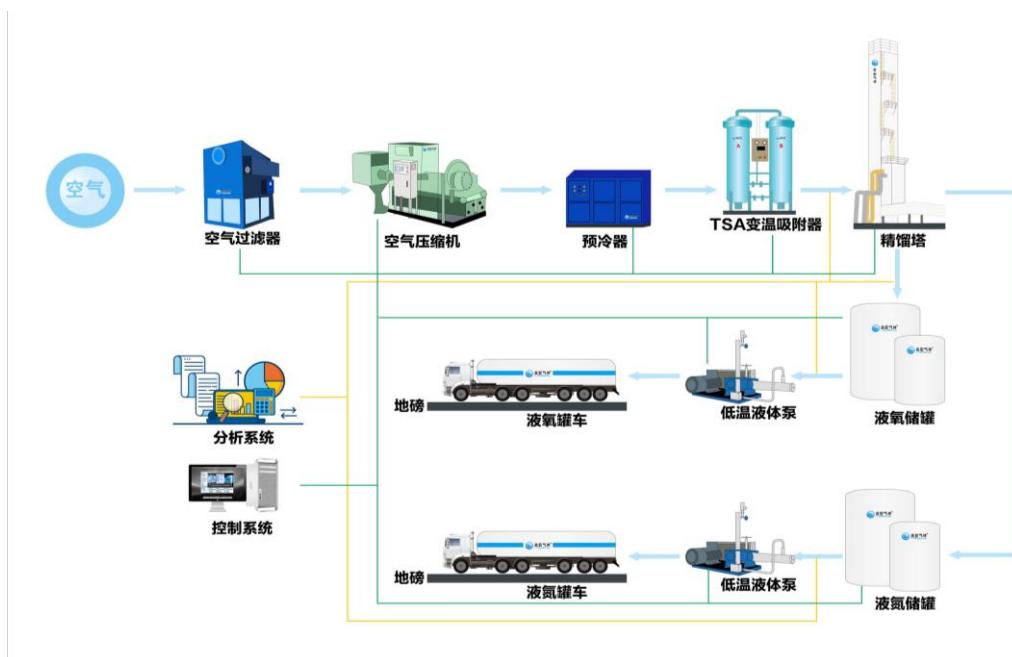 空气
空气过滤器
空气压缩机
预冷器
A
B
TSA变温吸附器
精馏塔
分析系统
控制系统
地磅
液氧罐车
低温液体泵
液氧储罐
地磅
液氮罐车
低温液体泵
液氮储罐